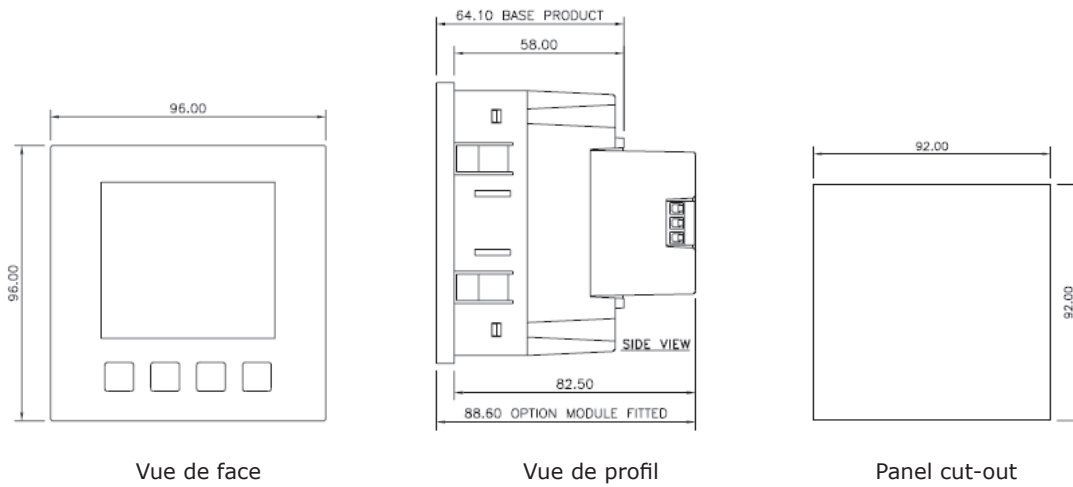 96.00
96.00
64.10 BASE PRODUCT
58.00
SIDE VIEW
82.50
88.60 OPTION MODULE FITTED
92.00
92.00
Vue de face
Vue de profil
Panel cut-out